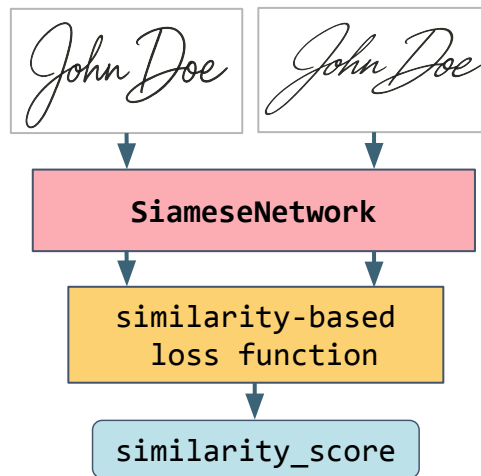 John Doe
John Doe
SiameseNetwork
similarity-based
loss function
similarity_score